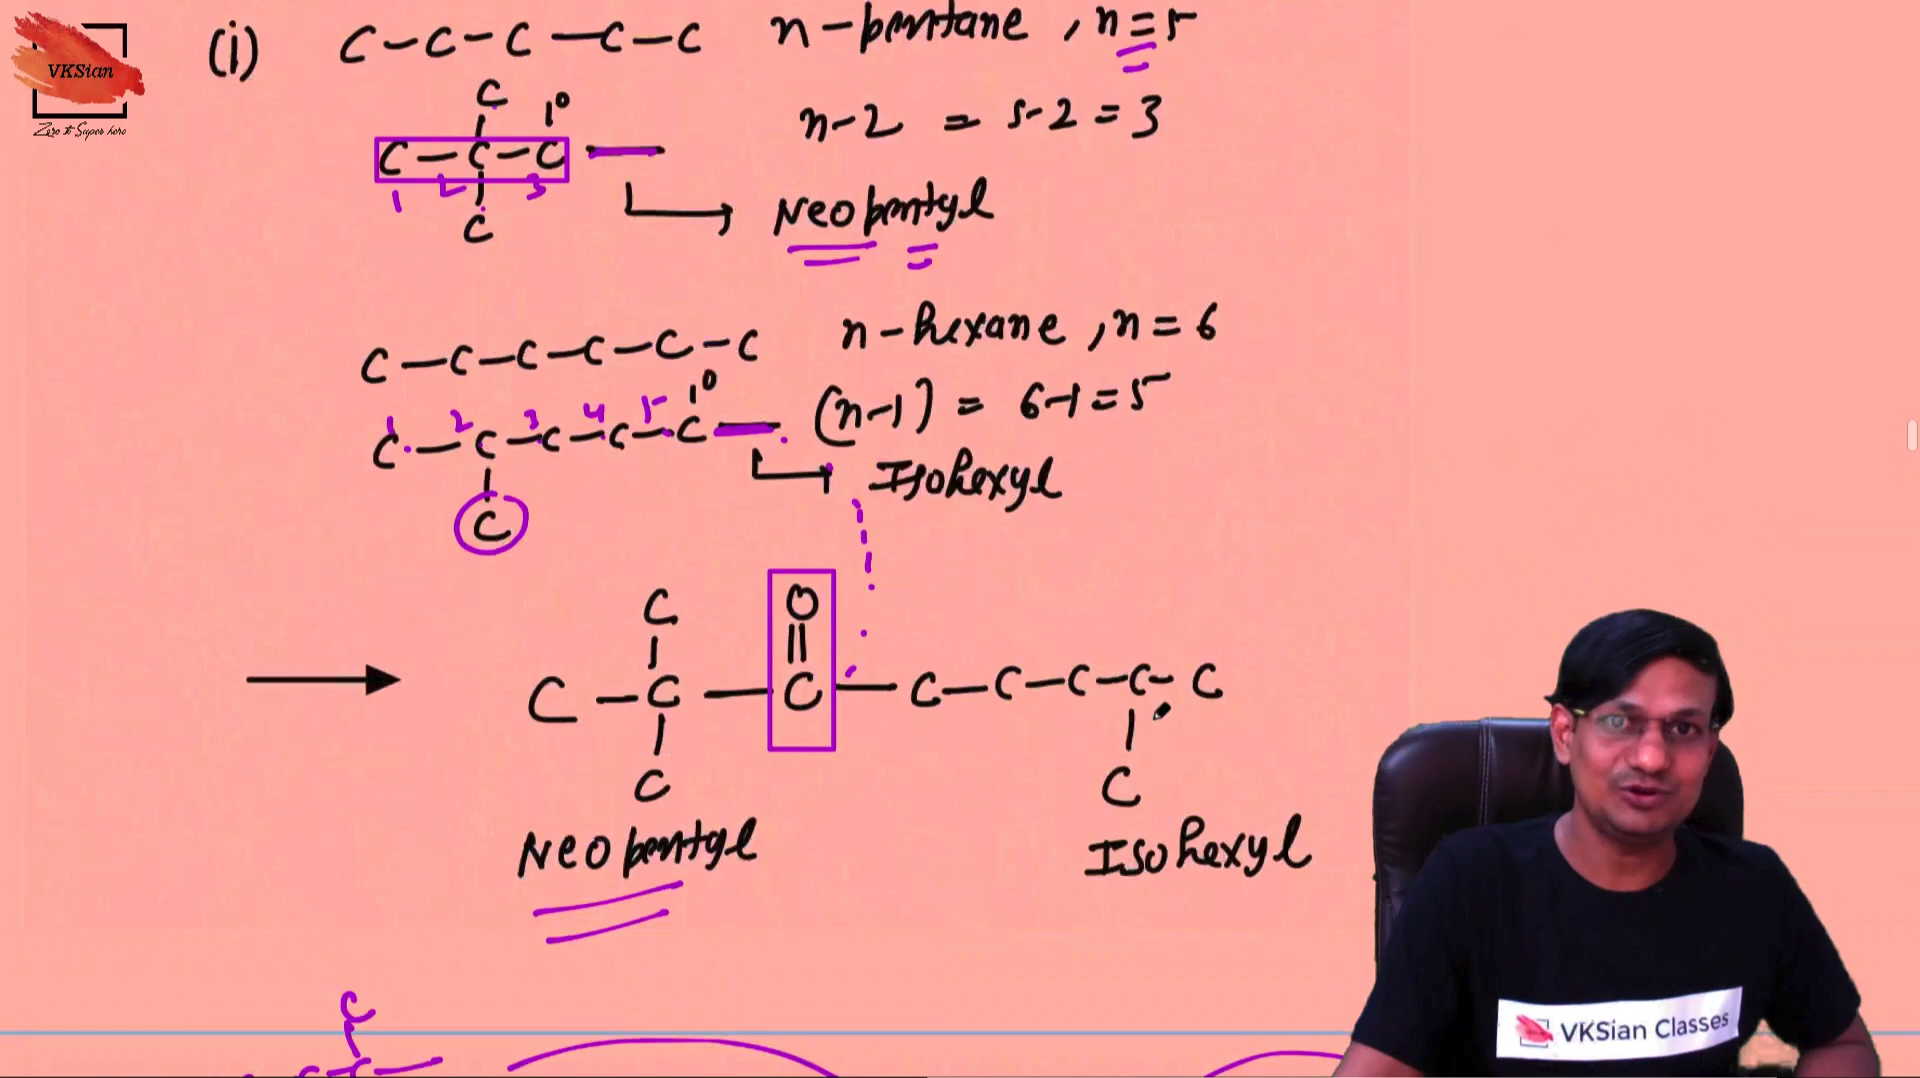 VKSian
Zero to Super hero
(i) C-C-C-C-C n-pentane, n=5
C 1°
C-C-C n-2 = 5-2=3
1 2 3
C
Neopentyl
C-C-C-C-C-C n-hexane, n=6
1 2 3 4 5 1°
C-C-C-C-C (n-1) = 6-1=5
C
Isohexyl
C O
C-C-C-C-C-C-C-C
C C
Neopentyl Isohexyl
C
VKSian Classes